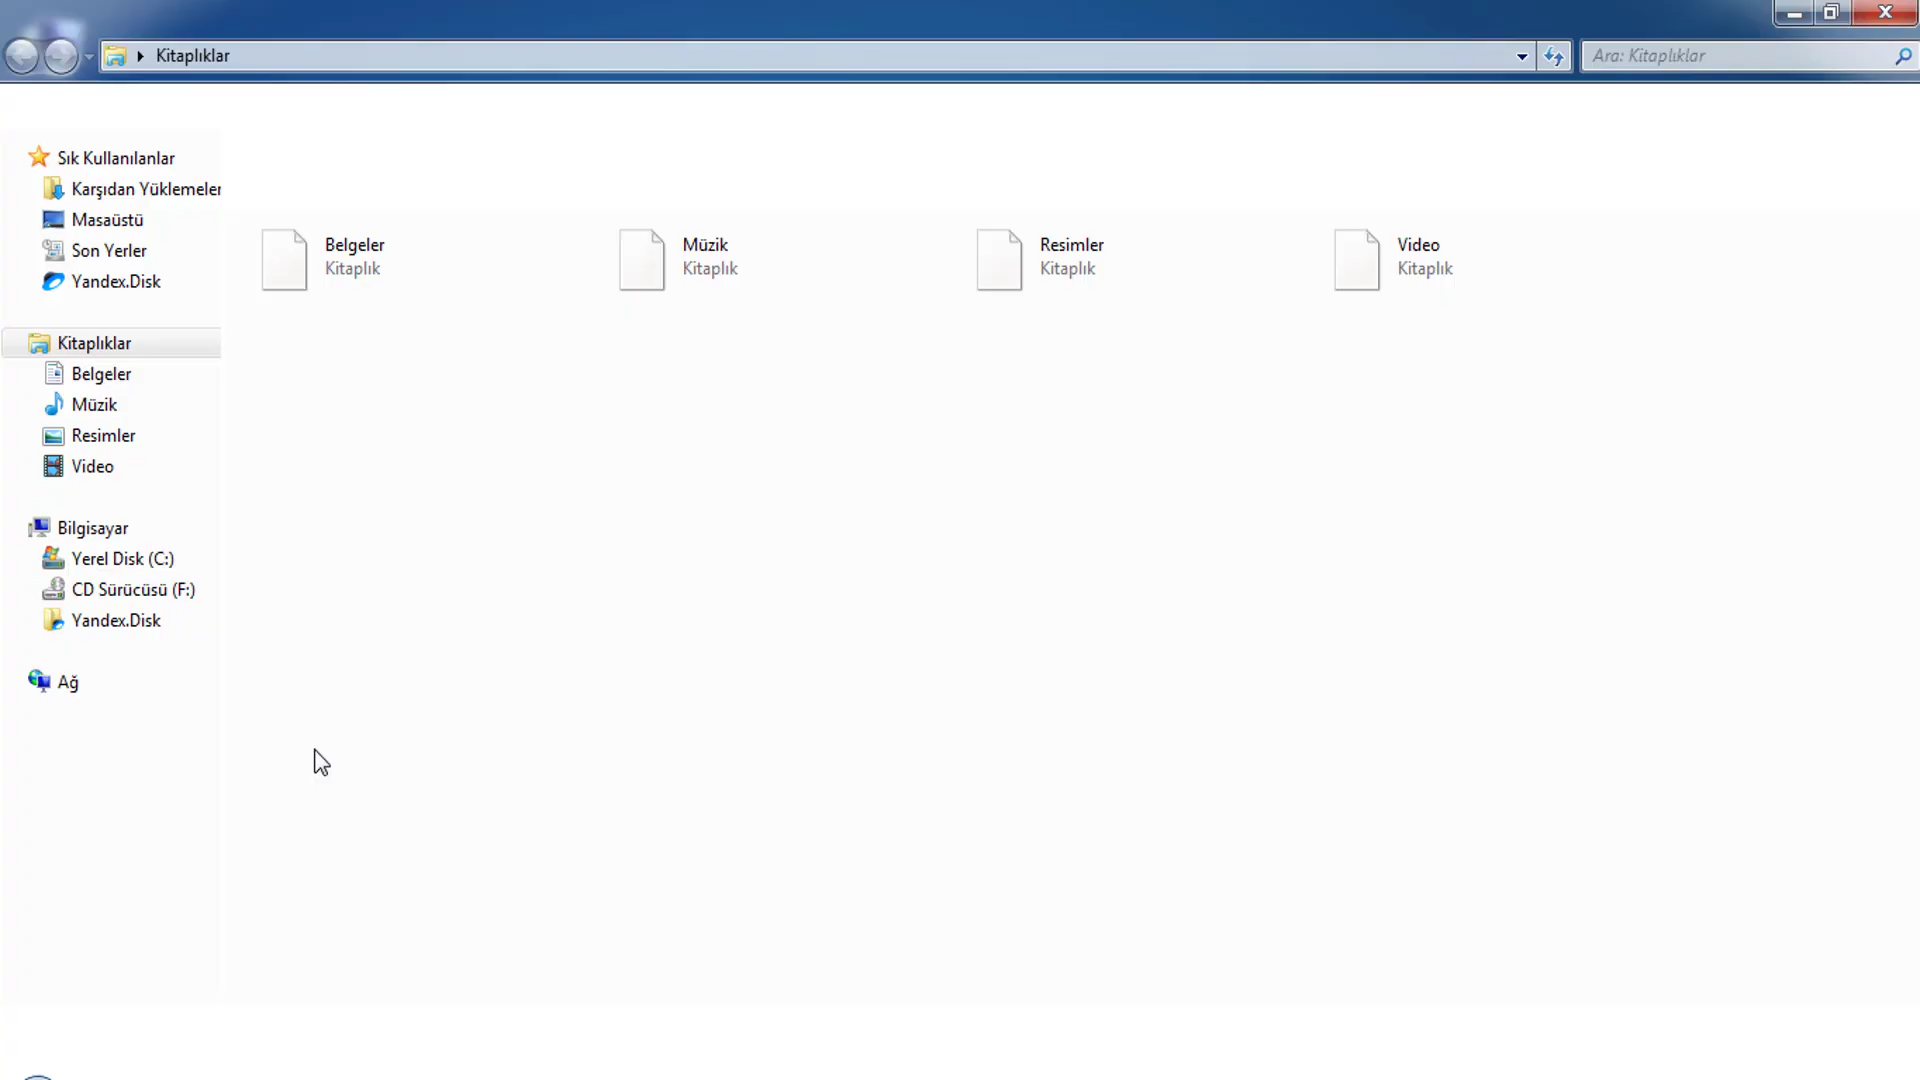 Kitaplıklar
Ara: Kitaplıklar
Sık Kullanılanlar
Karşıdan Yüklemeler
Masaüstü
Son Yerler
Yandex.Disk
Kitaplıklar
Belgeler
Müzik
Resimler
Video
Bilgisayar
Yerel Disk (C:)
CD Sürücüsü (F:)
Yandex.Disk
Ağ
Belgeler
Kitaplık
Müzik
Kitaplık
Resimler
Kitaplık
Video
Kitaplık